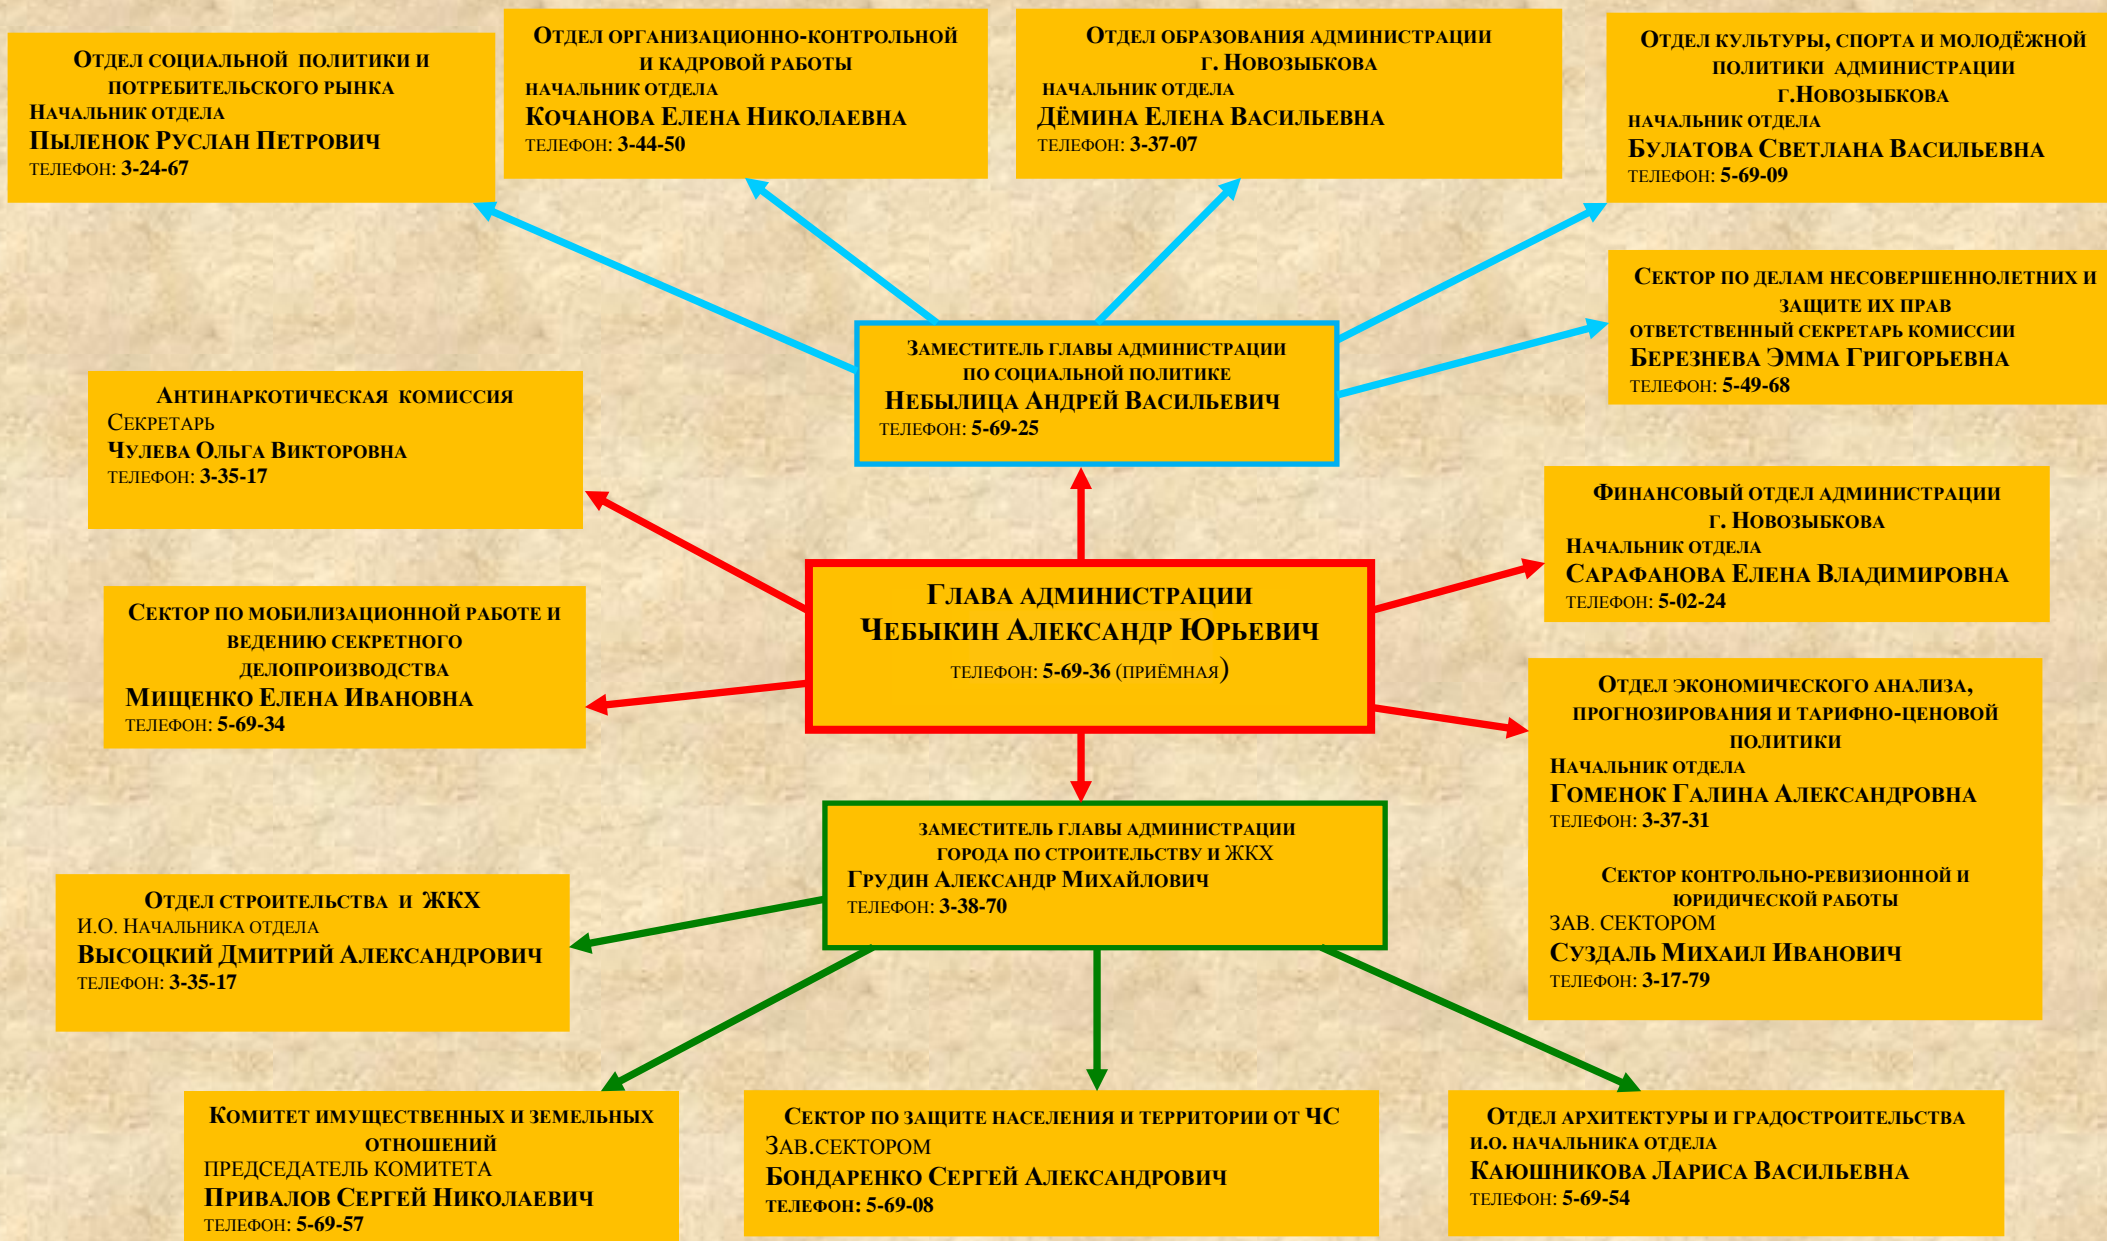 Отдел социальной политики и
потребительского рынка
Начальник отдела
Пыленок Руслан Петрович
телефон: 3-24-67
Отдел организационно-контрольной
и кадровой работы
начальник отдела
Кочанова Елена Николаевна
телефон: 3-44-50
Отдел образования администрации
г. Новозыбкова
начальник отдела
Дёмина Елена Васильевна
телефон: 3-37-07
Отдел культуры, спорта и молодёжной
политики администрации
г.Новозыбкова
начальник отдела
Булатова Светлана Васильевна
телефон: 5-69-09
Сектор по делам несовершеннолетних и
защите их прав
ответственный секретарь комиссии
Березнева Эмма Григорьевна
телефон: 5-49-68
Заместитель главы администрации
по социальной политике
Небылица Андрей Васильевич
телефон: 5-69-25
Антинаркотическая комиссия
Секретарь
Чулева Ольга Викторовна
телефон: 3-35-17
Финансовый отдел администрации
г. Новозыбкова
Начальник отдела
Сарафанова Елена Владимировна
телефон: 5-02-24
Глава администрации
Чебыкин Александр Юрьевич
телефон: 5-69-36 (приёмная)
Сектор по мобилизационной работе и
ведению секретного
делопроизводства
Мищенко Елена Ивановна
телефон: 5-69-34
Отдел экономического анализа,
прогнозирования и тарифно-ценовой
политики
Начальник отдела
Гоменок Галина Александровна
телефон: 3-37-31
Сектор контрольно-ревизионной и
юридической работы
зав. сектором
Суздаль Михаил Иванович
телефон: 3-17-79
заместитель главы администрации
города по строительству и ЖКХ
Грудин Александр Михайлович
телефон: 3-38-70
Отдел строительства и ЖКХ
И.О. Начальника отдела
Высоцкий Дмитрий Александрович
телефон: 3-35-17
Комитет имущественных и земельных
отношений
председатель комитета
Привалов Сергей Николаевич
телефон: 5-69-57
Сектор по защите населения и территории от ЧС
Зав.сектором
Бондаренко Сергей Александрович
телефон: 5-69-08
Отдел архитектуры и градостроительства
и.о. начальника отдела
Каюшникова Лариса Васильевна
телефон: 5-69-54